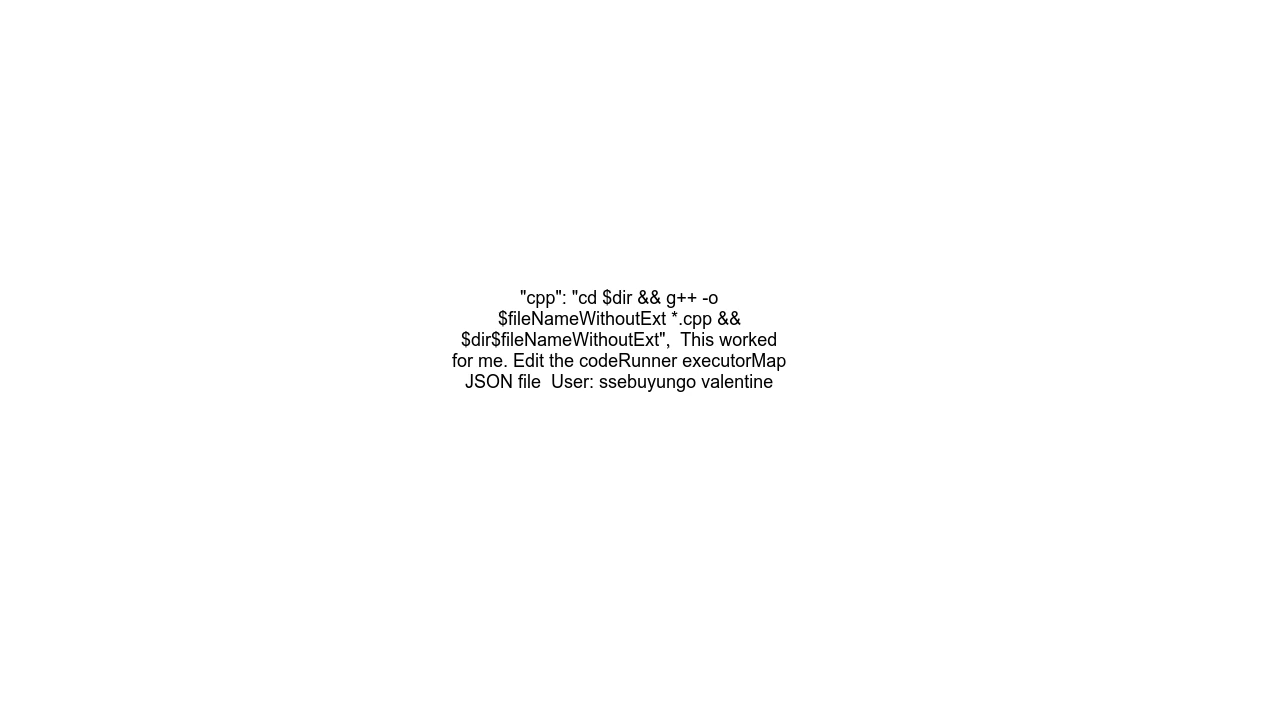 "cpp": "cd $dir && g++ -o
$fileNameWithoutExt *.cpp &&
$dir$fileNameWithoutExt",  This worked
for me. Edit the codeRunner executorMap
JSON file  User: ssebuyungo valentine